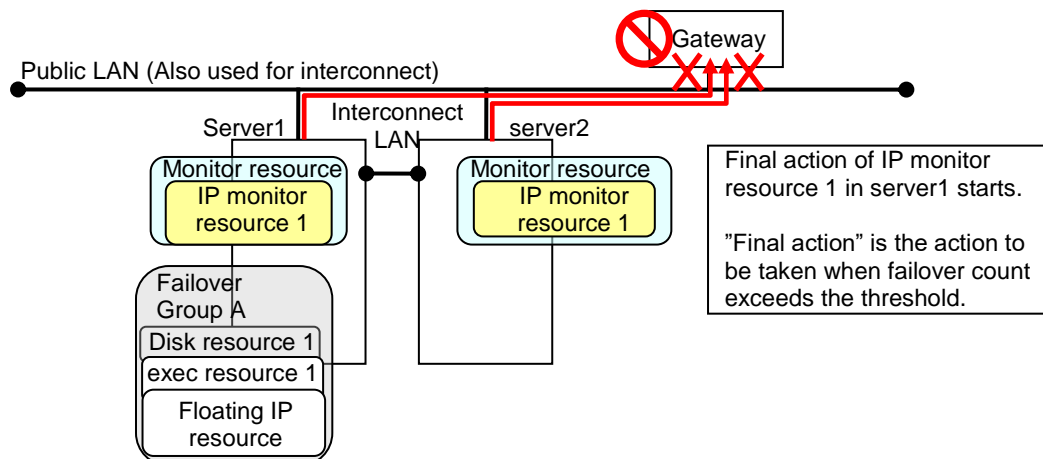 Gateway
Public LAN (Also used for interconnect)
Interconnect
LAN
Server1
server2
Monitor resource
IP monitor
resource 1
Monitor resource
IP monitor
resource 1
Final action of IP monitor
resource 1 in server1 starts.
”Final action” is the action to
be taken when failover count
exceeds the threshold.
Failover
Group A
Disk resource 1
exec resource 1
Floating IP
resource